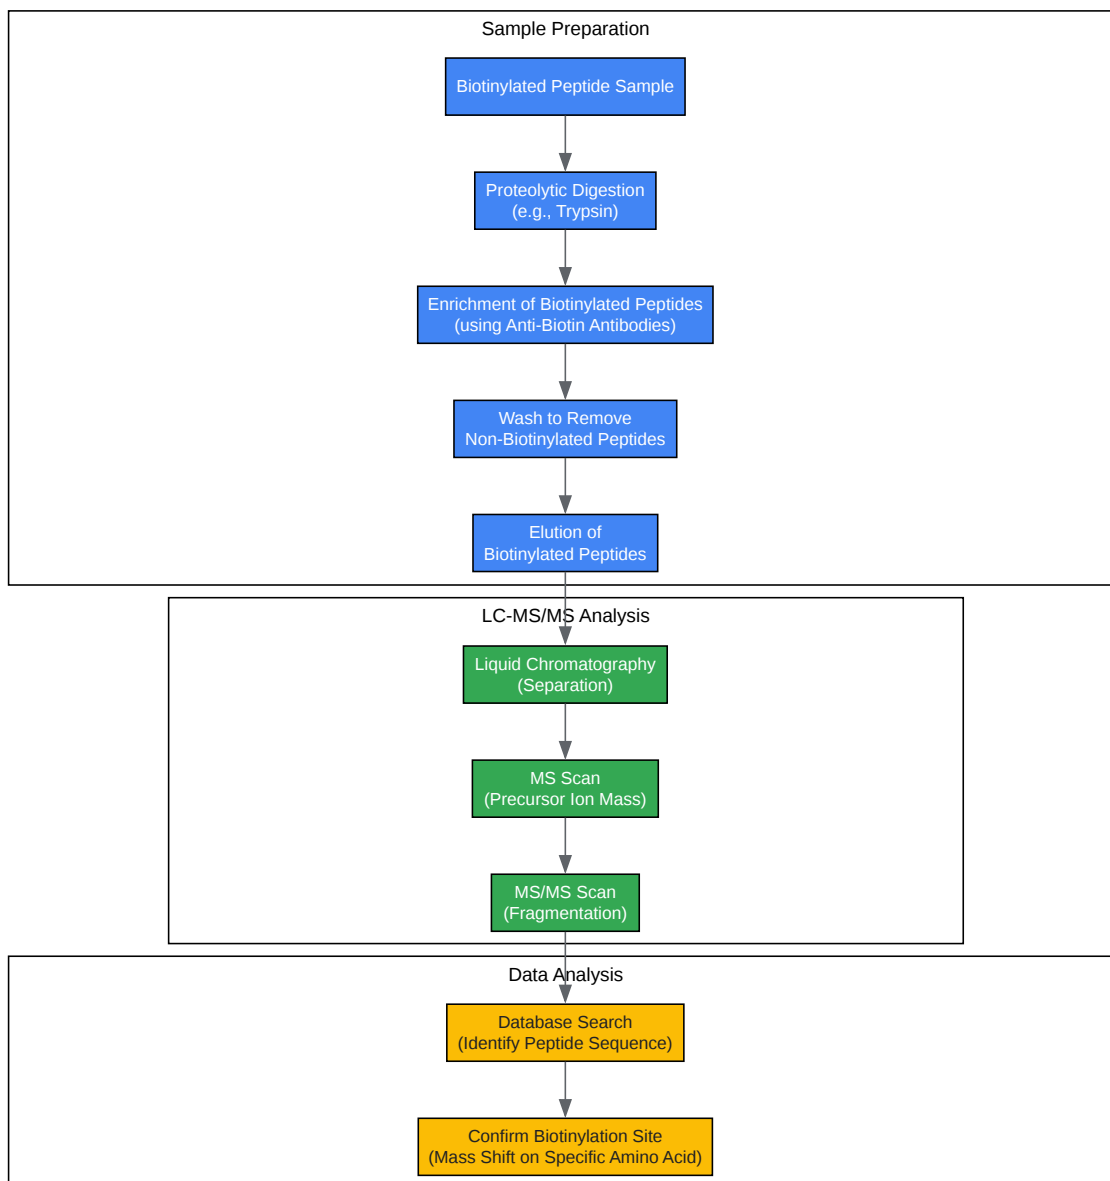 Sample Preparation
Biotinylated Peptide Sample
Proteolytic Digestion
(e.g., Trypsin)
Enrichment of Biotinylated Peptides
(using Anti-Biotin Antibodies)
Wash to Remove
Non-Biotinylated Peptides
Elution of
Biotinylated Peptides
LC-MS/MS Analysis
Liquid Chromatography
(Separation)
MS Scan
(Precursor Ion Mass)
MS/MS Scan
(Fragmentation)
Data Analysis
Database Search
(Identify Peptide Sequence)
Confirm Biotinylation Site
(Mass Shift on Specific Amino Acid)